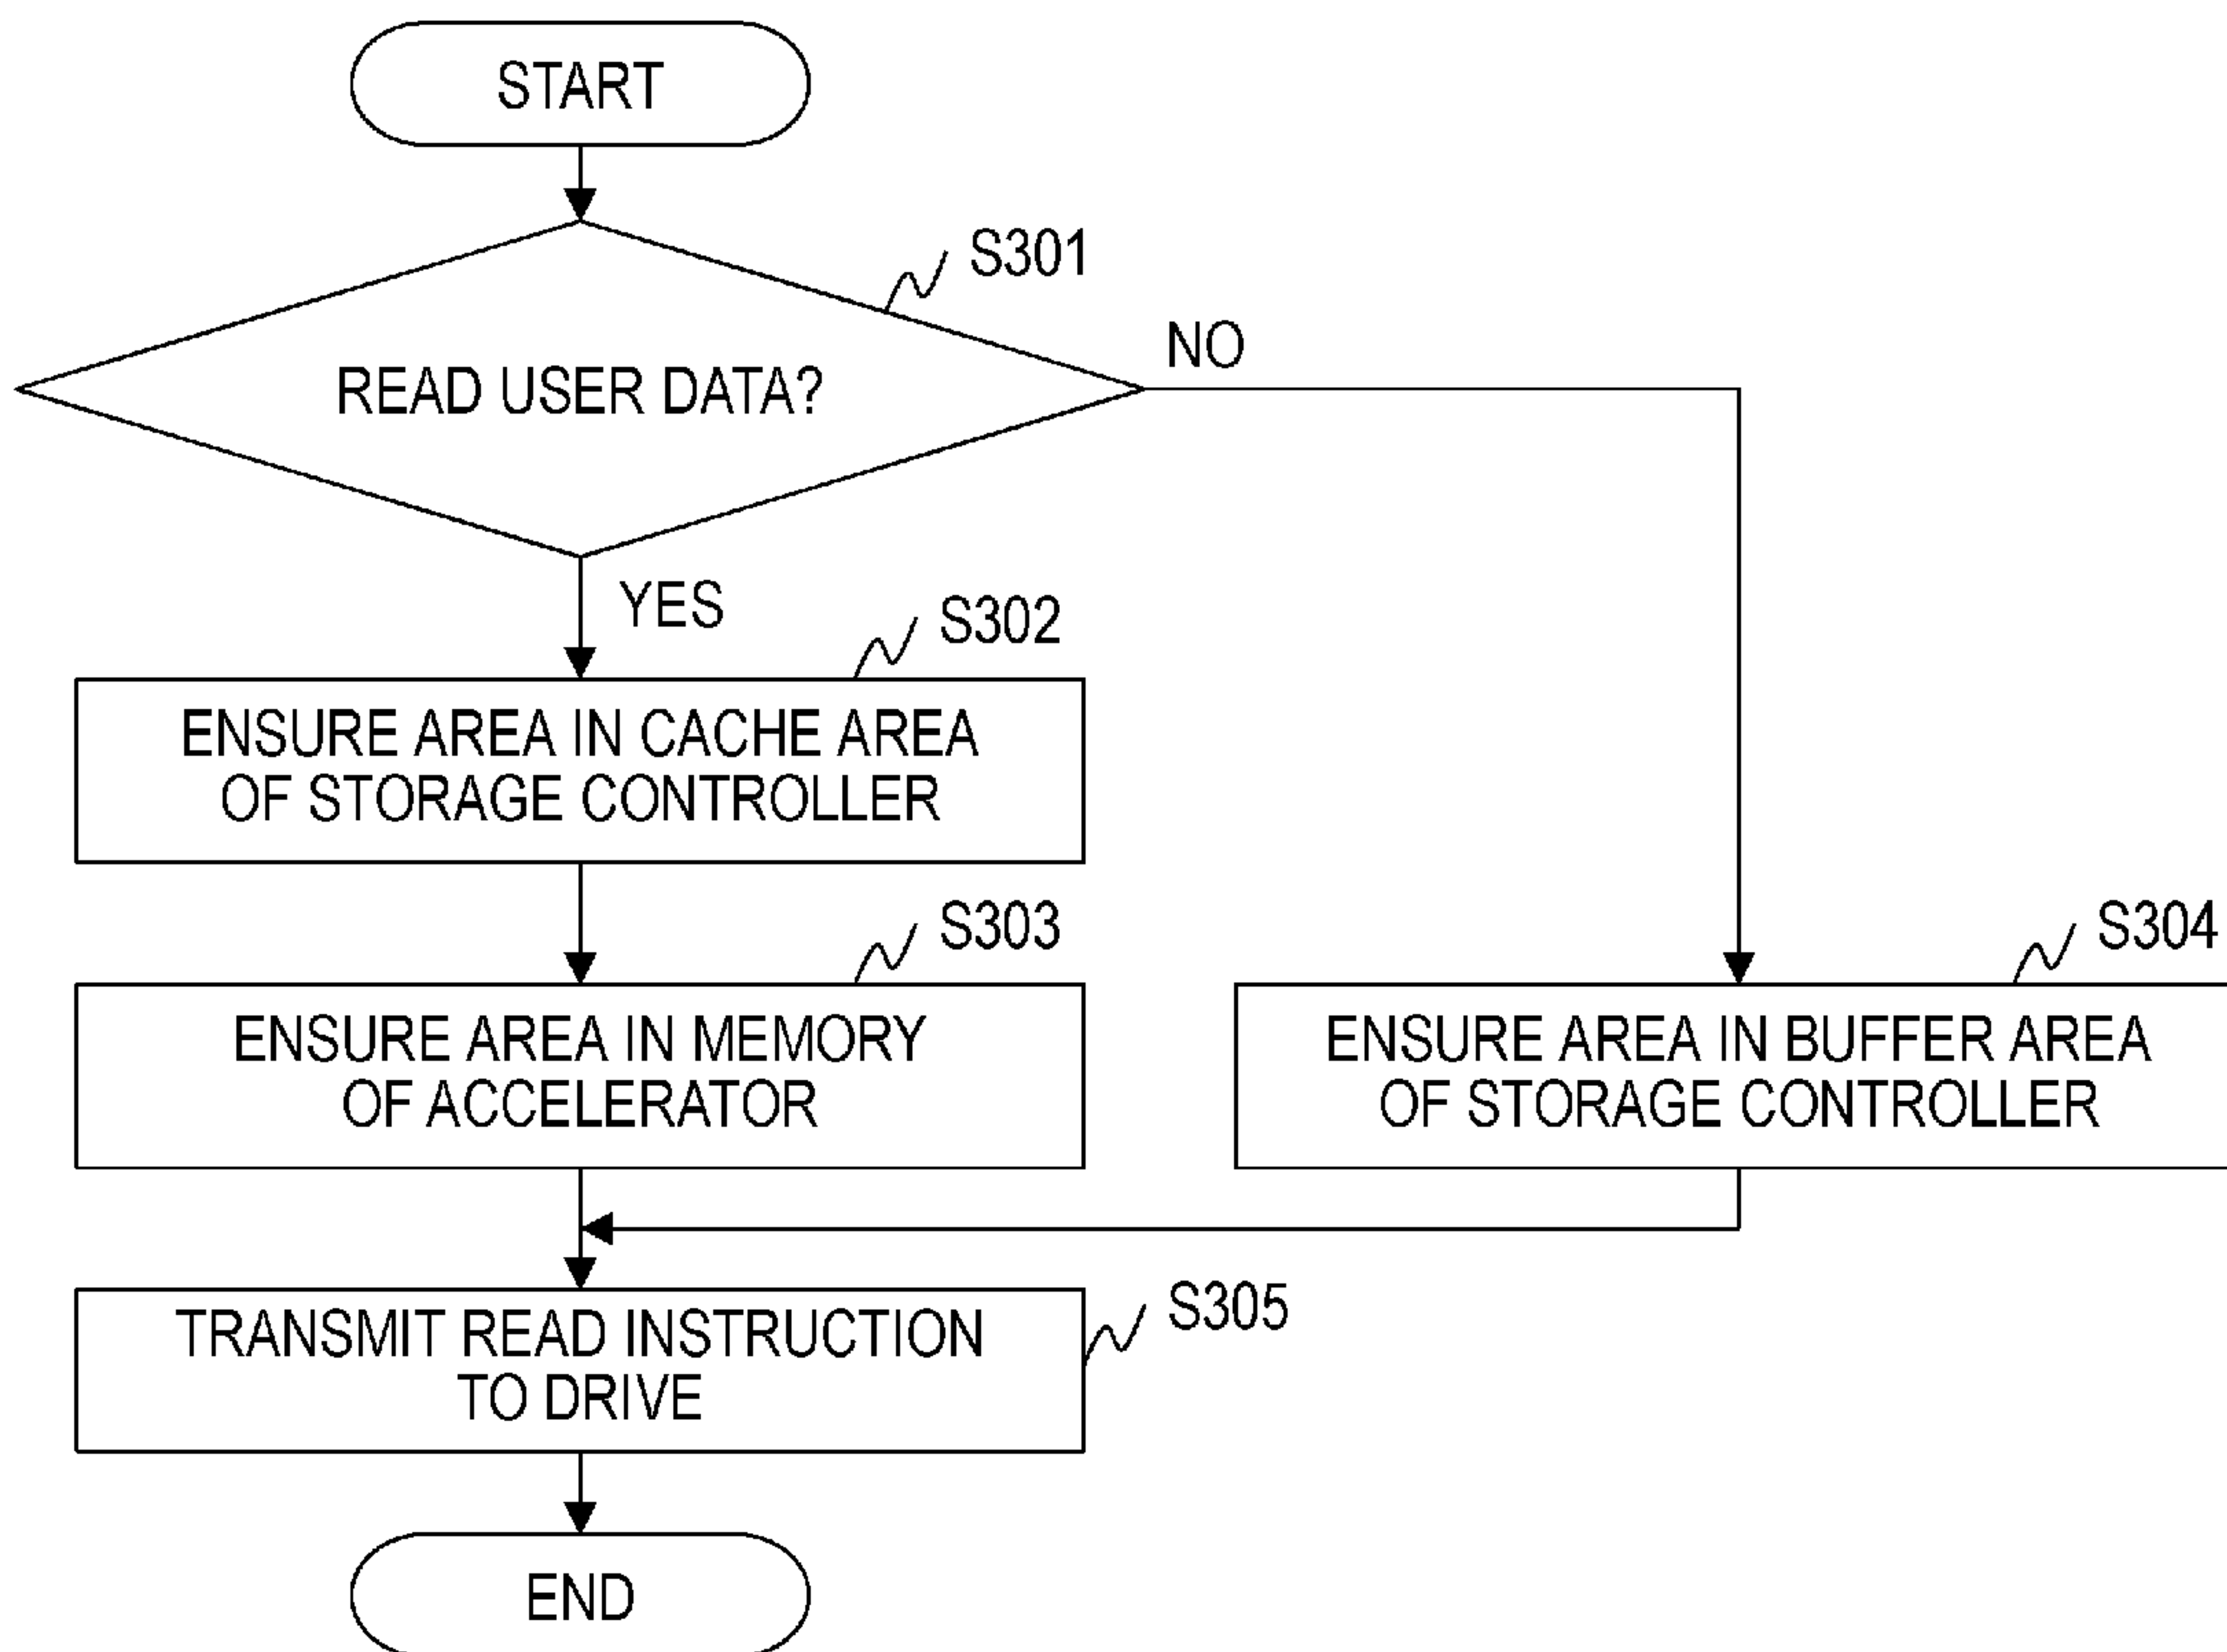 START
S301
READ USER DATA?
NO
YES
S302
ENSURE AREA IN CACHE AREA
OF STORAGE CONTROLLER
S303
ENSURE AREA IN MEMORY
OF ACCELERATOR
S304
ENSURE AREA IN BUFFER AREA
OF STORAGE CONTROLLER
S305
TRANSMIT READ INSTRUCTION
TO DRIVE
END